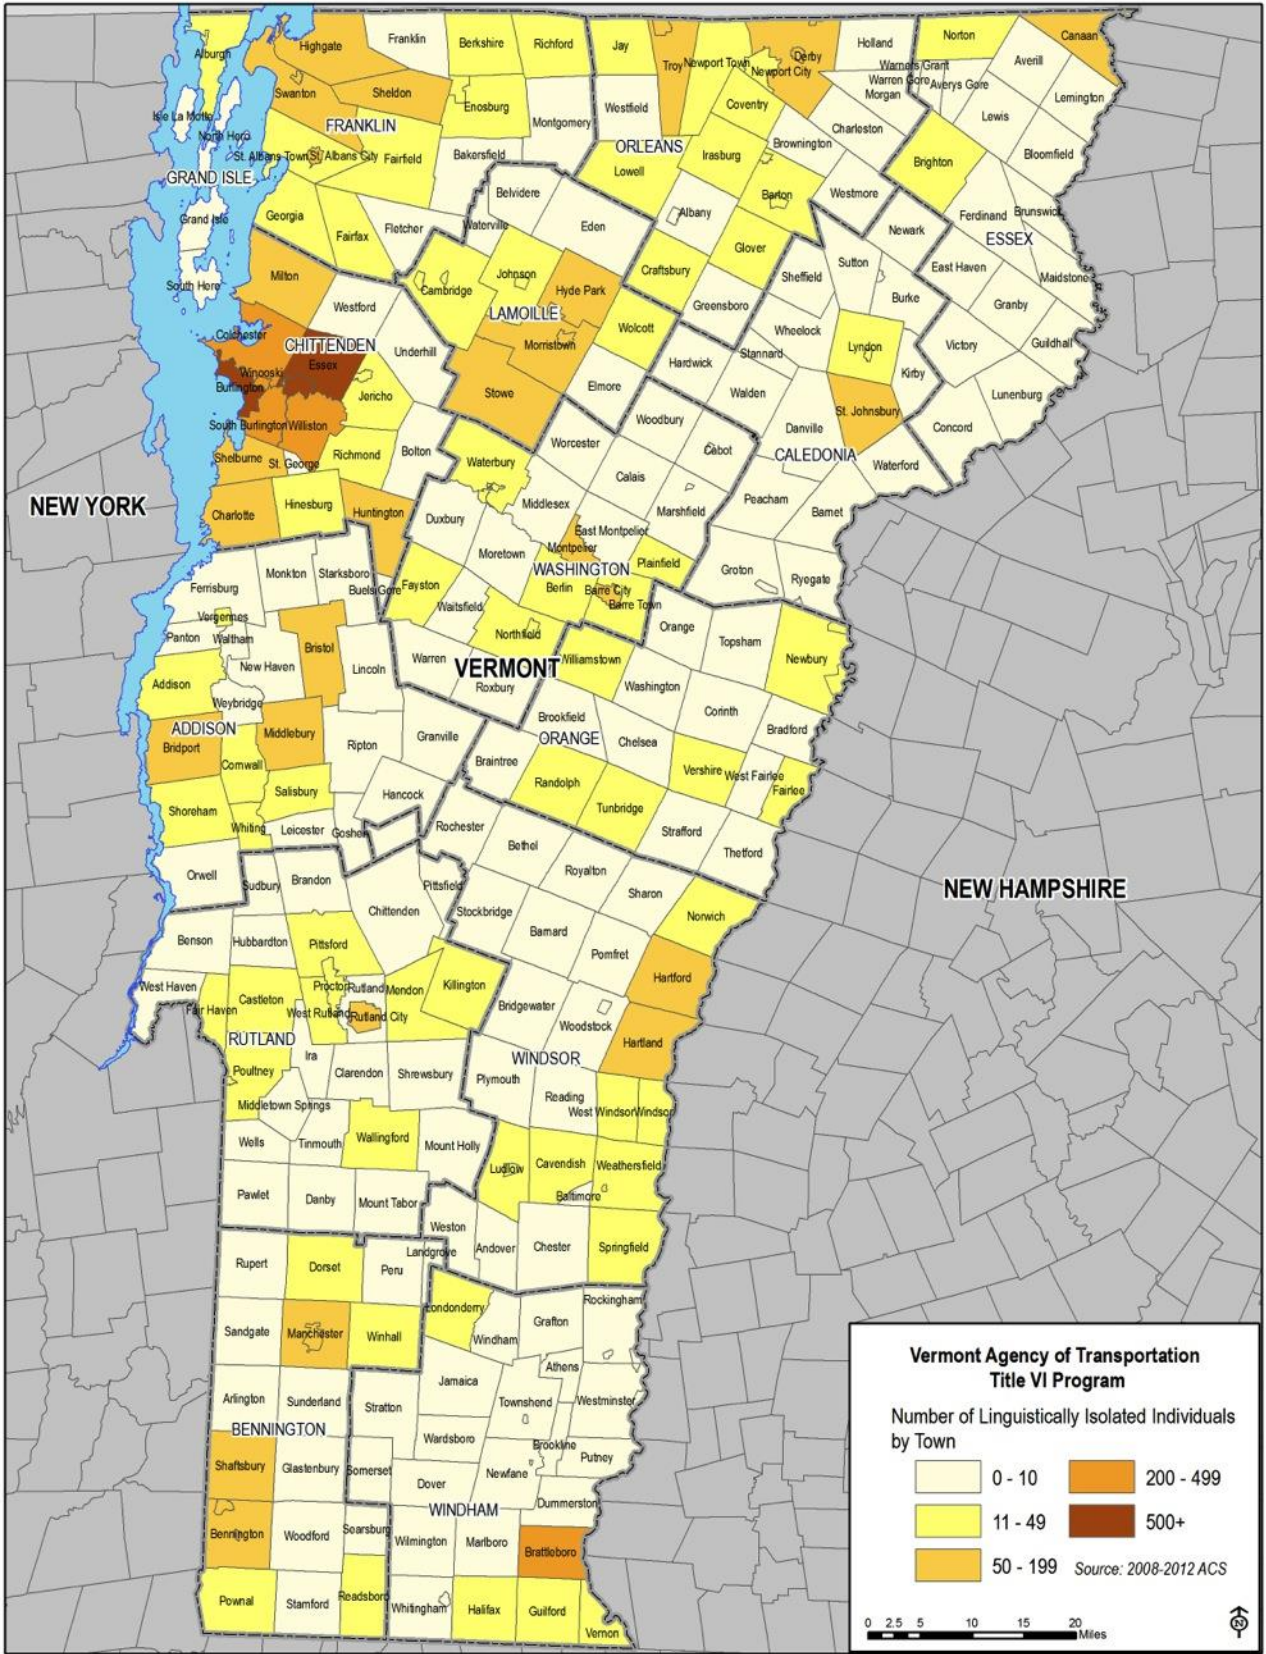 Alburgh
Highgate
Franklin
Berkshire
Richford
Jay
Troy
Newport Town
Newport City
Derby
Holland
Norton
Canaan
Warners Grant
Warren Gore
Averys Gore
Averill
Morgan
Lewis
Lemington
Isle La Motte
Swanton
Sheldon
Enosburg
Montgomery
Westfield
Coventry
Charleston
Bloomfield
North Hero
FRANKLIN
ORLEANS
Brownington
Brighton
St. Albans Town
St. Albans City
Fairfield
Bakersfield
Lowell
Irasburg
GRAND ISLE
Belvidere
Barton
Westmore
Grand Isle
Georgia
Fairfax
Fletcher
Waterville
Eden
Albany
Newark
Ferdinand
Brunswick
ESSEX
Glover
South Hero
Milton
Cambridge
Johnson
Hyde Park
Craftsbury
Sheffield
Sutton
East Haven
Maidstone
Westford
LAMOILLE
Wolcott
Greensboro
Burke
Granby
Colchester
CHITTENDEN
Underhill
Morristown
Wheelock
Lyndon
Victory
Guildhall
Essex
Winooski
Burlington
Jericho
Stowe
Elmore
Hardwick
Stannard
Walden
Kirby
Lunenburg
South Burlington
Williston
Woodbury
Danville
St. Johnsbury
Concord
Shelburne
St. George
Richmond
Bolton
Waterbury
Worcester
Cabot
CALEDONIA
Waterford
Calais
NEW YORK
Charlotte
Hinesburg
Huntington
Duxbury
Middlesex
Marshfield
Peacham
Barnet
East Montpelier
Montpelier
Moretown
WASHINGTON
Plainfield
Groton
Ryegate
Ferrisburg
Monkton
Starksboro
Buels Gore
Fayston
Waitsfield
Berlin
Barre City
Barre Town
Vergennes
Panton
Waltham
Bristol
Northfield
Orange
Topsham
New Haven
Lincoln
Warren
VERMONT
Williamstown
Newbury
Addison
Weybridge
Roxbury
Washington
Corinth
ADDISON
Bridport
Middlebury
Ripton
Granville
Brookfield
ORANGE
Chelsea
Bradford
Cornwall
Braintree
Randolph
Vershire
West Fairlee
Fairlee
Shoreham
Salisbury
Hancock
Tunbridge
Whiting
Leicester
Goshen
Rochester
Strafford
Bethel
Thetford
Orwell
Sudbury
Brandon
Pittsfield
Royalton
Sharon
NEW HAMPSHIRE
Chittenden
Stockbridge
Norwich
Benson
Hubbardton
Pittsford
Barnard
Pomfret
West Haven
Castleton
Proctor
Rutland
Mendon
Killington
Hartford
Fair Haven
West Rutland
Rutland City
Bridgewater
Woodstock
RUTLAND
Ira
Hartland
WINDSOR
Poultney
Clarendon
Shrewsbury
Plymouth
Reading
Middletown Springs
West Windsor
Windsor
Wells
Tinmouth
Wallingford
Mount Holly
Ludlow
Cavendish
Weathersfield
Pawlet
Danby
Mount Tabor
Baltimore
Weston
Andover
Chester
Springfield
Landgrove
Rupert
Dorset
Peru
Londonderry
Rockingham
Sandgate
Manchester
Winhall
Windham
Grafton
Athens
Jamaica
Arlington
Sunderland
Stratton
Townshend
Westminster
BENNINGTON
Wardsboro
Brookline
Putney
Shaftsbury
Glastenbury
Somerset
Dover
Newfane
WINDHAM
Dummerston
Bennington
Woodford
Searsburg
Wilmington
Marlboro
Brattleboro
Pownal
Stamford
Readsboro
Whitingham
Halifax
Guilford
Vernon
Vermont Agency of Transportation
Title VI Program
Number of Linguistically Isolated Individuals
by Town
0 - 10
200 - 499
11 - 49
500+
50 - 199
Source: 2008-2012 ACS
0 2.5 5 10 15 20
Miles
N